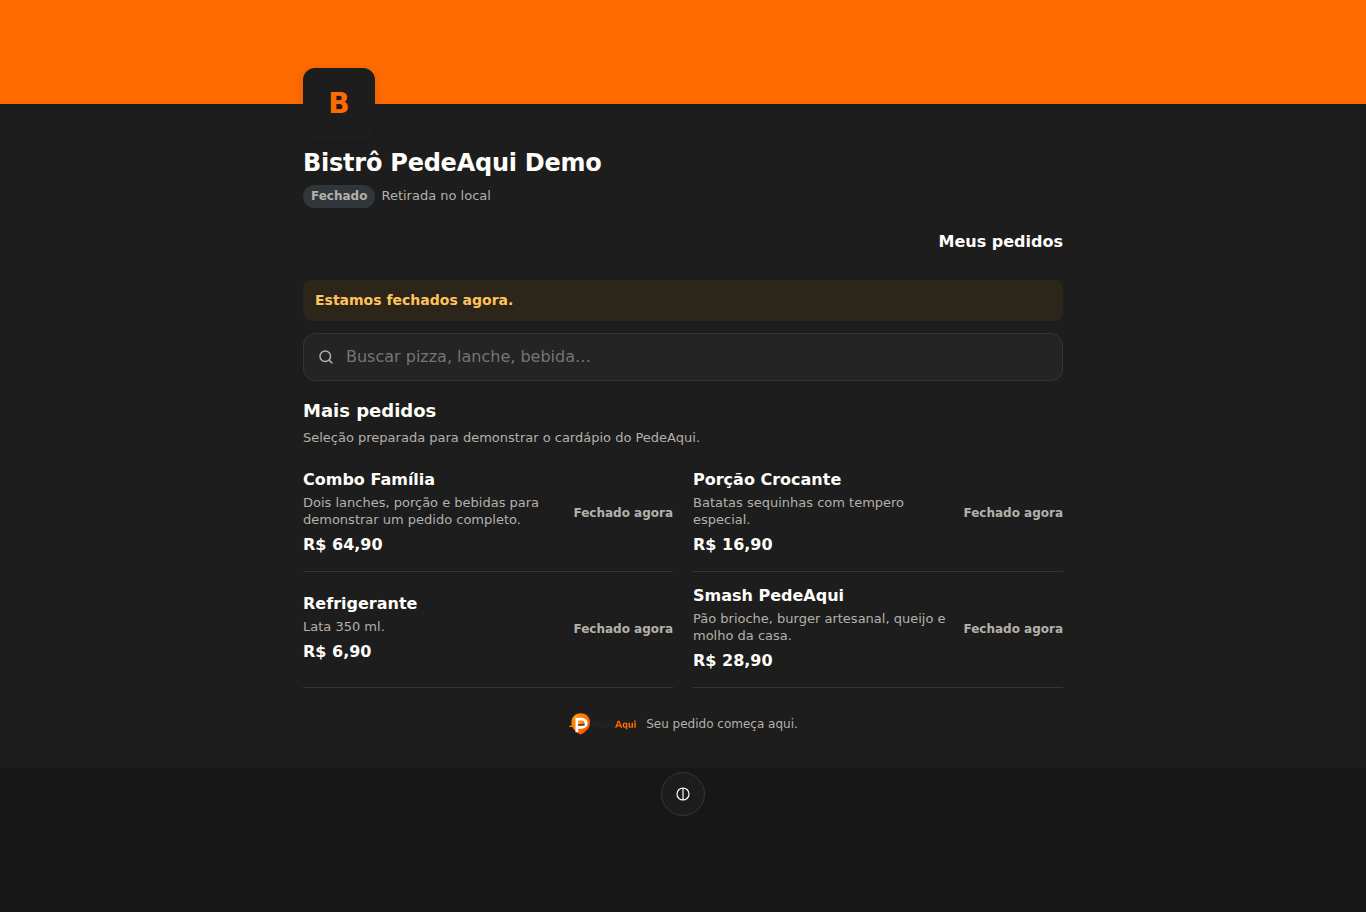 B
Bistrô PedeAqui Demo
Fechado Retirada no local
Meus pedidos
Estamos fechados agora.
Buscar pizza, lanche, bebida...
Mais pedidos
Seleção preparada para demonstrar o cardápio do PedeAqui.
Combo Família
Dois lanches, porção e bebidas para
demonstrar um pedido completo.
R$ 64,90
Fechado agora
Porção Crocante
Batatas sequinhas com tempero
especial.
R$ 16,90
Fechado agora
Refrigerante
Lata 350 ml.
R$ 6,90
Fechado agora
Smash PedeAqui
Pão brioche, burger artesanal, queijo e
molho da casa.
R$ 28,90
Fechado agora
P Aqui Seu pedido começa aqui.